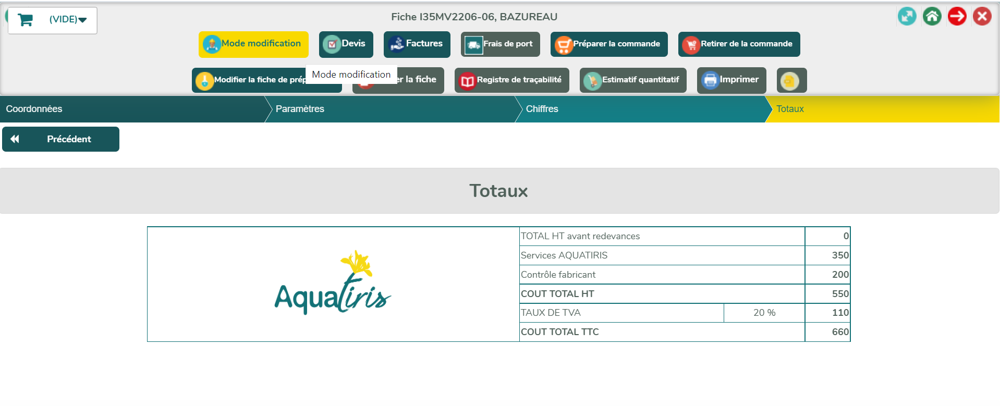 (VIDE)
Fiche I35MV2206-06, BAZUREAU
Mode modification
Devis
Factures
Frais de port
Préparer la commande
Retirer de la commande
Modifier la fiche de
Mode modification
la fiche
Registre de traçabilité
Estimatif quantitatif
Imprimer
Coordonnées
Paramètres
Chiffres
Totaux
Précédent
Totaux
Aquatiris
TOTAL HT avant redevances 0
Services AQUATIRIS 350
Contrôle fabricant 200
COUT TOTAL HT 550
TAUX DE TVA 20 % 110
COUT TOTAL TTC 660